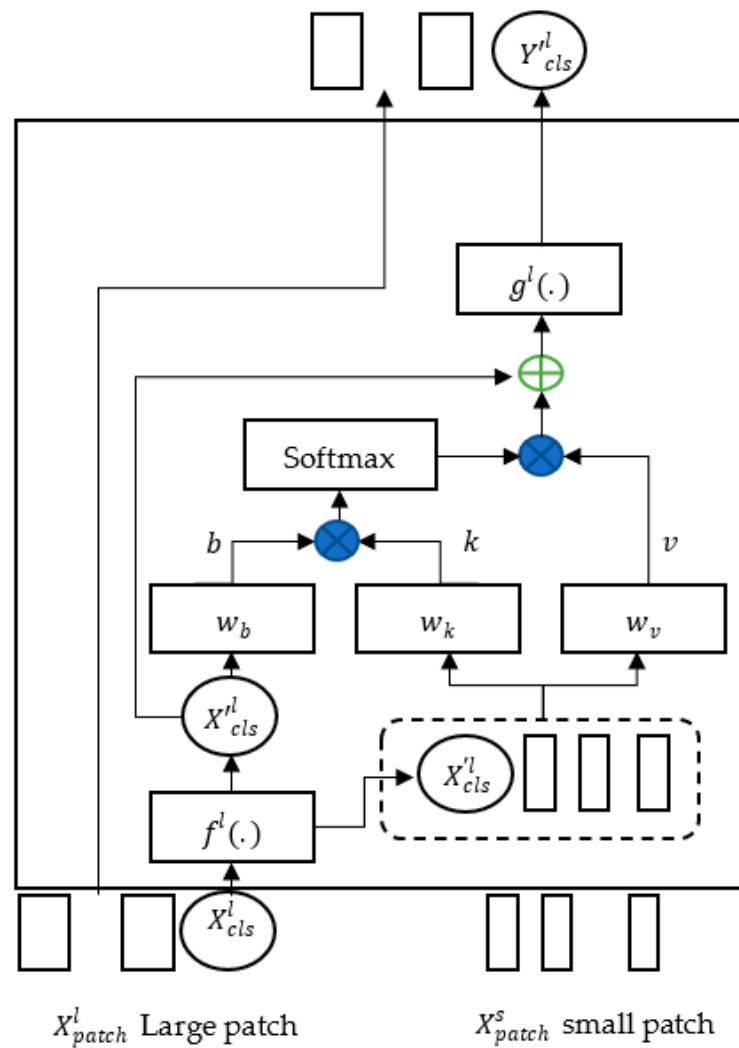 Y'^l_cls
g^l(.)
Softmax
b k v
w_b w_k w_v
X'^l_cls
X'^l_cls
f^l(.)
X^l_cls
X^l_patch Large patch X^s_patch small patch